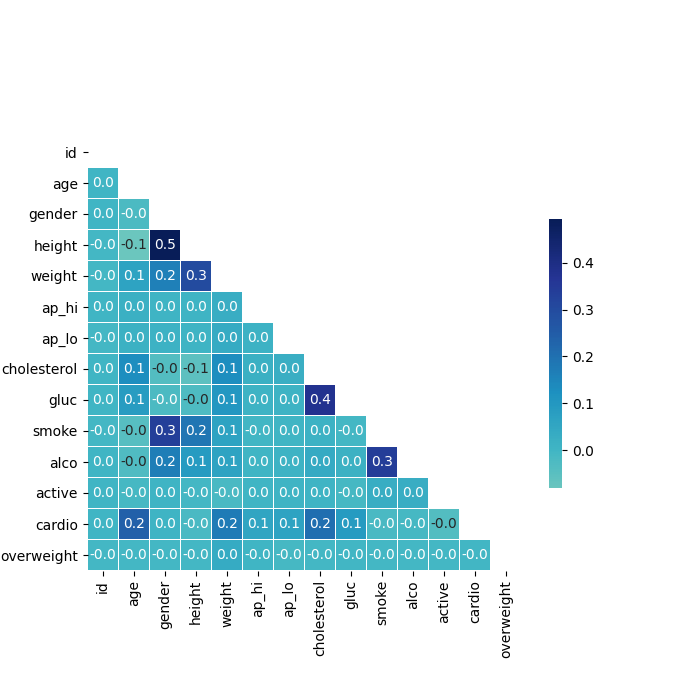 id
age 0.0
gender 0.0 -0.0
height -0.0 -0.1 0.5
weight -0.0 0.1 0.2 0.3
ap_hi 0.0 0.0 0.0 0.0 0.0
ap_lo -0.0 0.0 0.0 0.0 0.0 0.0
cholesterol 0.0 0.1 -0.0 -0.1 0.1 0.0 0.0
gluc 0.0 0.1 -0.0 -0.0 0.1 0.0 0.0 0.4
smoke -0.0 -0.0 0.3 0.2 0.1 -0.0 0.0 0.0 -0.0
alco 0.0 -0.0 0.2 0.1 0.1 0.0 0.0 0.0 0.0 0.3
active 0.0 -0.0 0.0 -0.0 -0.0 0.0 0.0 0.0 -0.0 0.0 0.0
cardio 0.0 0.2 0.0 -0.0 0.2 0.1 0.1 0.2 0.1 -0.0 -0.0 -0.0
overweight -0.0 -0.0 -0.0 -0.0 0.0 -0.0 -0.0 -0.0 -0.0 -0.0 -0.0 -0.0 -0.0
id age gender height weight ap_hi ap_lo cholesterol gluc smoke alco active cardio overweight
0.4
0.3
0.2
0.1
0.0